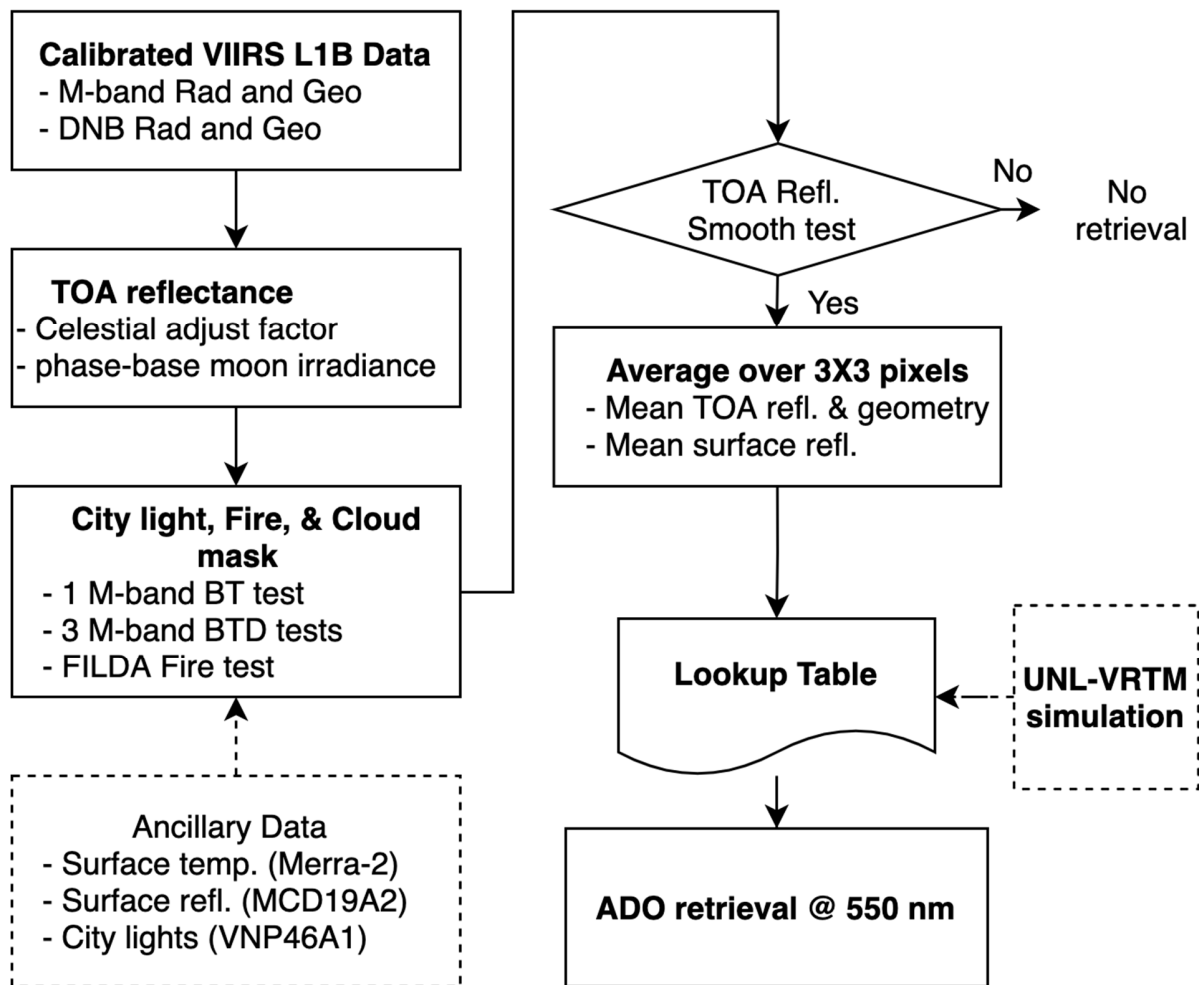 Calibrated VIIRS L1B Data
- M-band Rad and Geo
- DNB Rad and Geo
TOA reflectance
- Celestial adjust factor
- phase-base moon irradiance
City light, Fire, & Cloud
mask
- 1 M-band BT test
- 3 M-band BTD tests
- FILDA Fire test
Ancillary Data
- Surface temp. (Merra-2)
- Surface refl. (MCD19A2)
- City lights (VNP46A1)
TOA Refl.
Smooth test
No
No
retrieval
Yes
Average over 3X3 pixels
- Mean TOA refl. & geometry
- Mean surface refl.
Lookup Table
UNL-VRTM
simulation
ADO retrieval @ 550 nm